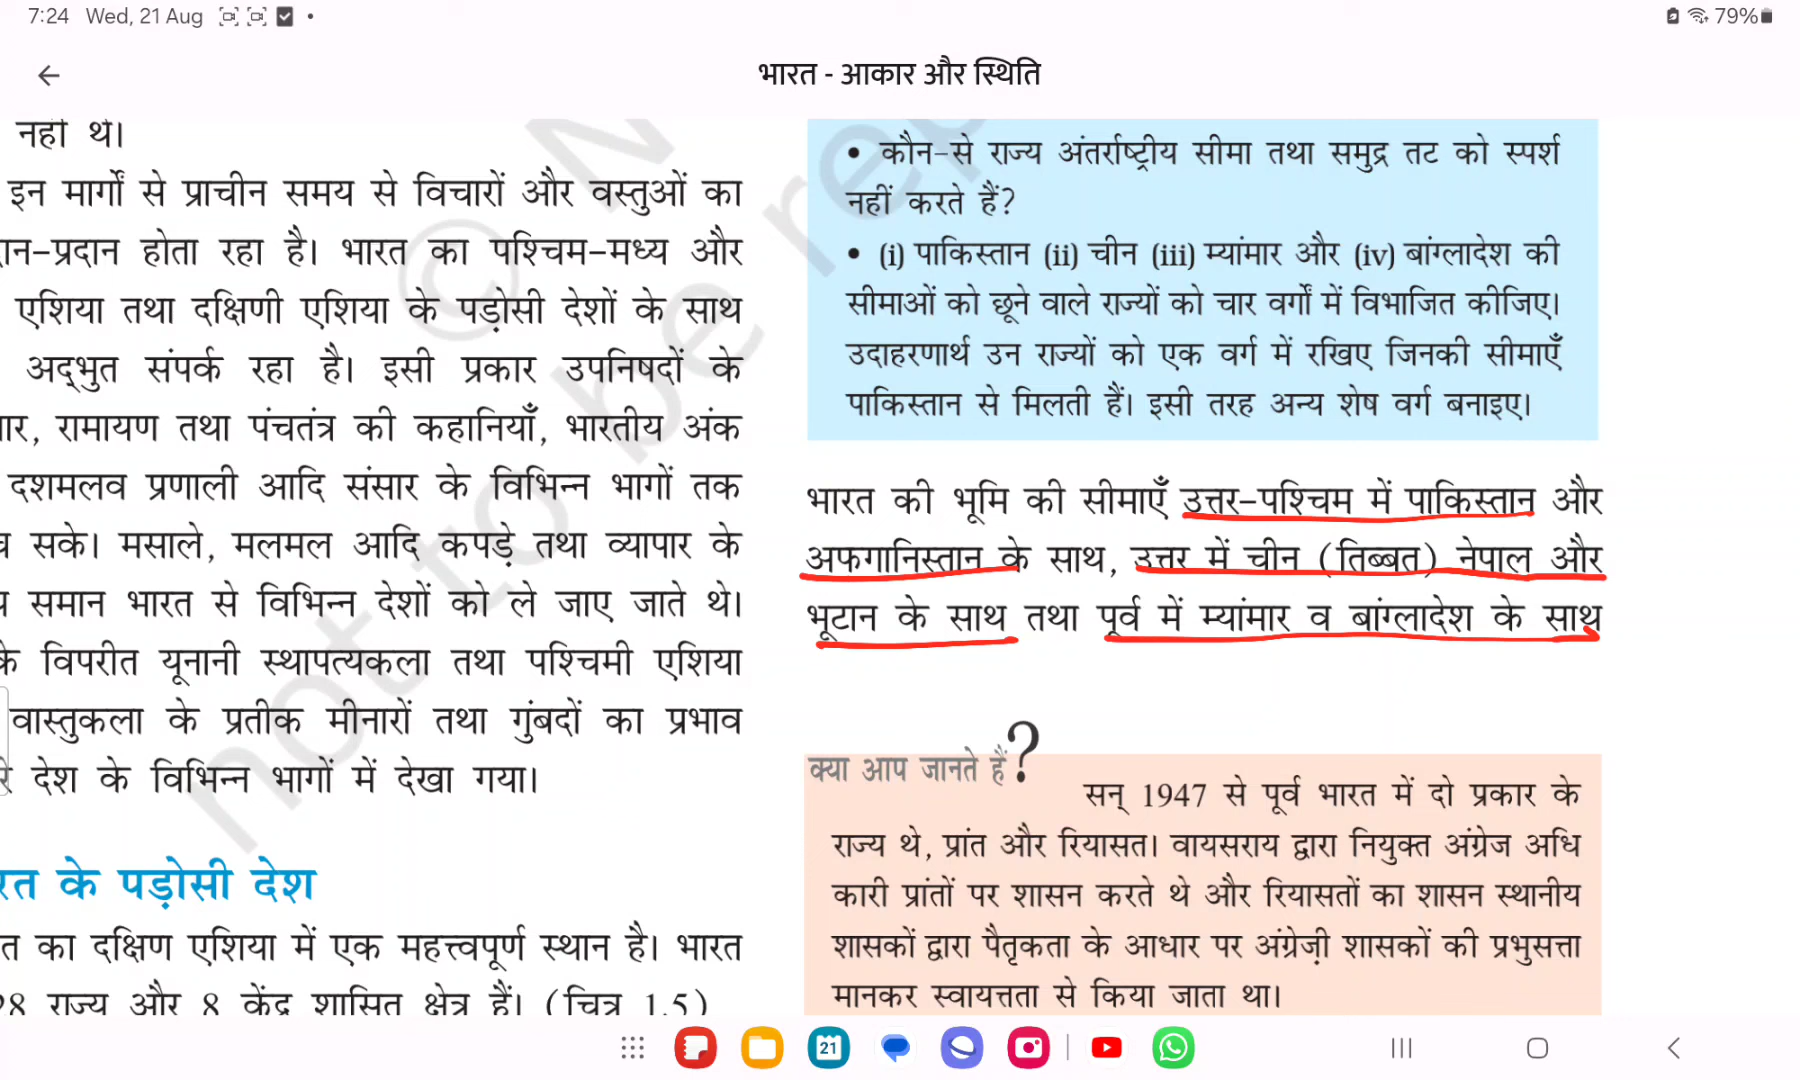 7:24 Wed, 21 Aug
79%
भारत - आकार और स्थिति
नहीं थे।
इन मार्गों से प्राचीन समय से विचारों और वस्तुओं का
ान-प्रदान होता रहा है। भारत का पश्चिम-मध्य और
एशिया तथा दक्षिणी एशिया के पड़ोसी देशों के साथ
अद्भुत संपर्क रहा है। इसी प्रकार उपनिषदों के
ार, रामायण तथा पंचतंत्र की कहानियाँ, भारतीय अंक
दशमलव प्रणाली आदि संसार के विभिन्न भागों तक
सके। मसाले, मलमल आदि कपड़े तथा व्यापार के
समान भारत से विभिन्न देशों को ले जाए जाते थे।
के विपरीत यूनानी स्थापत्यकला तथा पश्चिमी एशिया
वास्तुकला के प्रतीक मीनारों तथा गुंबदों का प्रभाव
रे देश के विभिन्न भागों में देखा गया।
रत के पड़ोसी देश
त का दक्षिण एशिया में एक महत्त्वपूर्ण स्थान है। भारत
28 राज्य और 8 केंद्र शासित क्षेत्र हैं। (चित्र 1.5)
• कौन-से राज्य अंतर्राष्ट्रीय सीमा तथा समुद्र तट को स्पर्श
नहीं करते हैं?
• (i) पाकिस्तान (ii) चीन (iii) म्यांमार और (iv) बांग्लादेश की
सीमाओं को छूने वाले राज्यों को चार वर्गों में विभाजित कीजिए।
उदाहरणार्थ उन राज्यों को एक वर्ग में रखिए जिनकी सीमाएँ
पाकिस्तान से मिलती हैं। इसी तरह अन्य शेष वर्ग बनाइए।
भारत की भूमि की सीमाएँ उत्तर-पश्चिम में पाकिस्तान और
अफगानिस्तान के साथ, उत्तर में चीन (तिब्बत) नेपाल और
भूटान के साथ तथा पूर्व में म्यांमार व बांग्लादेश के साथ
क्या आप जानते हैं?
सन् 1947 से पूर्व भारत में दो प्रकार के
राज्य थे, प्रांत और रियासत। वायसराय द्वारा नियुक्त अंग्रेज अधि
कारी प्रांतों पर शासन करते थे और रियासतों का शासन स्थानीय
शासकों द्वारा पैतृकता के आधार पर अंग्रेज़ी शासकों की प्रभुसत्ता
मानकर स्वायत्तता से किया जाता था।
© N
not to be rep
21